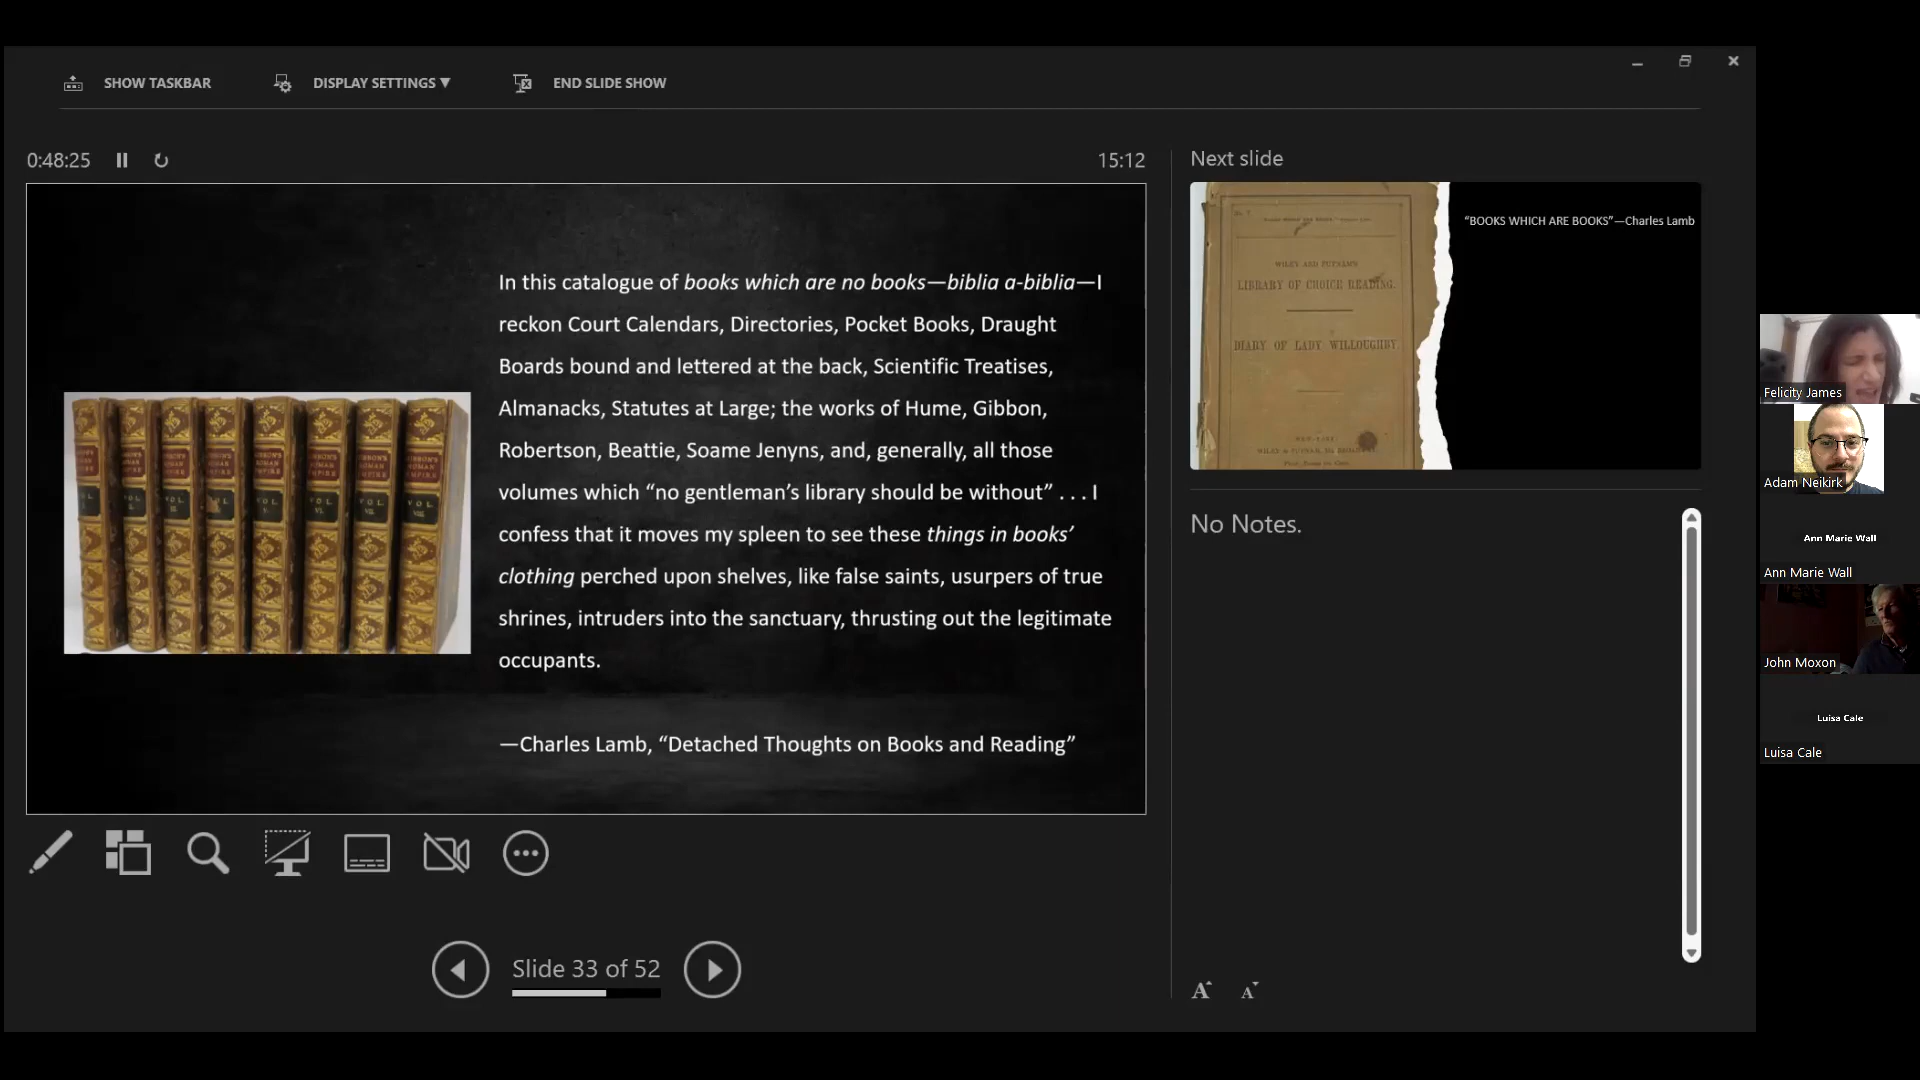 SHOW TASKBAR
DISPLAY SETTINGS ▼
END SLIDE SHOW
0:48:25
15:12
In this catalogue of books which are no books—biblia a-biblia—I
reckon Court Calendars, Directories, Pocket Books, Draught
Boards bound and lettered at the back, Scientific Treatises,
Almanacks, Statutes at Large; the works of Hume, Gibbon,
Robertson, Beattie, Soame Jenyns, and, generally, all those
volumes which “no gentleman’s library should be without” . . . I
confess that it moves my spleen to see these things in books’
clothing perched upon shelves, like false saints, usurpers of true
shrines, intruders into the sanctuary, thrusting out the legitimate
occupants.
—Charles Lamb, “Detached Thoughts on Books and Reading”
Slide 33 of 52
Next slide
WILEY AND PUTNAM'S
LIBRARY OF CHOICE READING.
DIARY OF LADY WILLOUGHBY.
NEW-YORK
“BOOKS WHICH ARE BOOKS”—Charles Lamb
No Notes.
A
A
Felicity James
Adam Neikirk
Ann Marie Wall
Ann Marie Wall
John Moxon
Luisa Cale
Luisa Cale